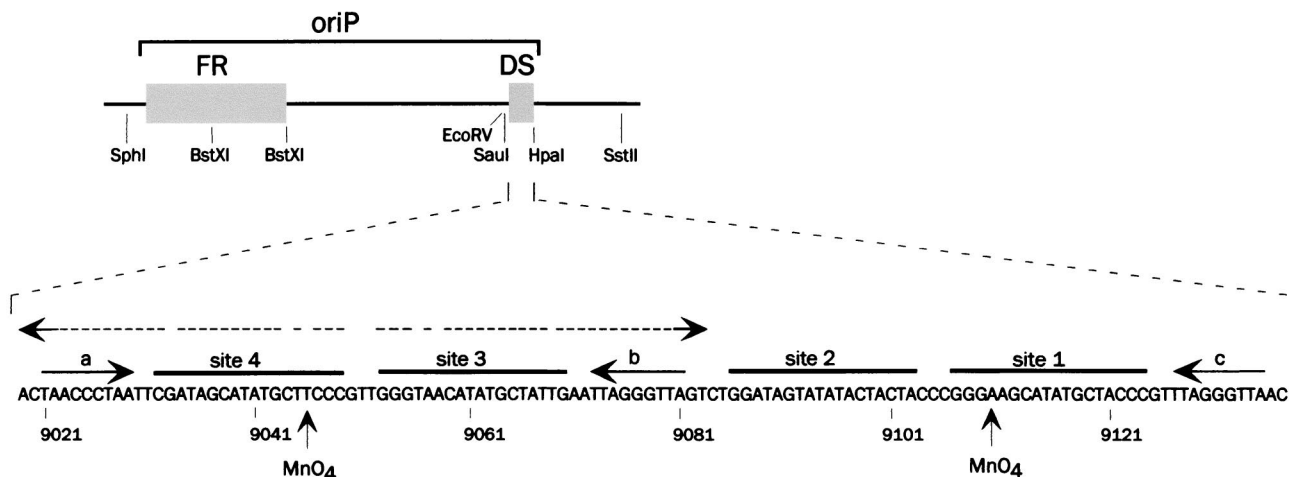 oriP
FR DS
EcoRV
SphI BstXI BstXI SauI HpaI SstII
a site 4 site 3 b site 2 site 1 c
ACTAACCCTAATTCGATAGCATATGCTTCCCGTTGGGTAACATATGCTATTGAATTAGGGTTAGTCTGGATAGTATATACTACTACCCGGGAAGCATATGCTACCCGTTTAGGGTTAAC
9021 9041 9061 9081 9101 9121
MnO4 MnO4